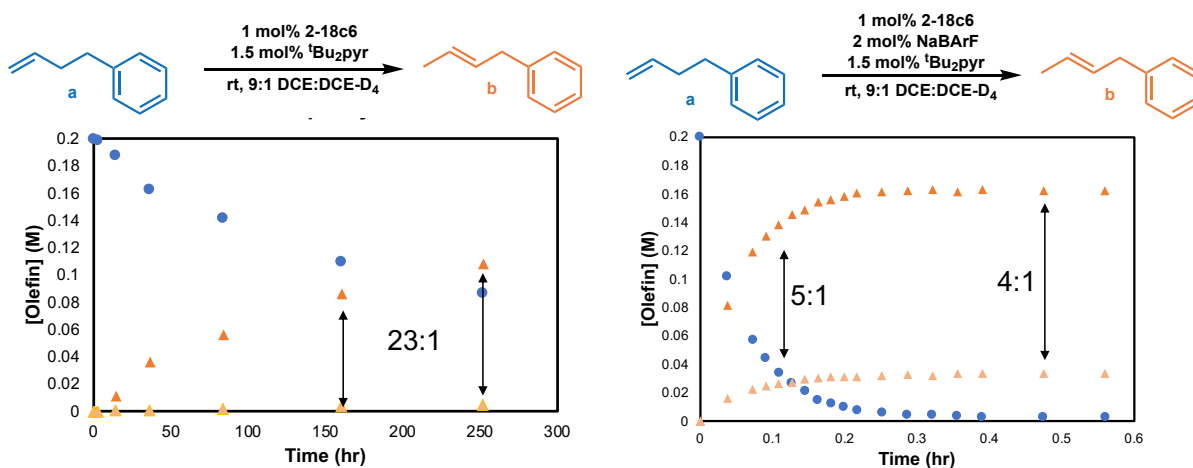 1 mol% 2-18c6
1.5 mol% ᵗBu₂pyr
rt, 9:1 DCE:DCE-D₄
a
b
[Olefin] (M)
0.2
0.18
0.16
0.14
0.12
0.1
0.08
0.06
0.04
0.02
0
23:1
0 50 100 150 200 250 300
Time (hr)
1 mol% 2-18c6
2 mol% NaBArF
1.5 mol% ᵗBu₂pyr
rt, 9:1 DCE:DCE-D₄
a
b
[Olefin] (M)
0.2
0.18
0.16
0.14
0.12
0.1
0.08
0.06
0.04
0.02
0
5:1
4:1
0 0.1 0.2 0.3 0.4 0.5 0.6
Time (hr)